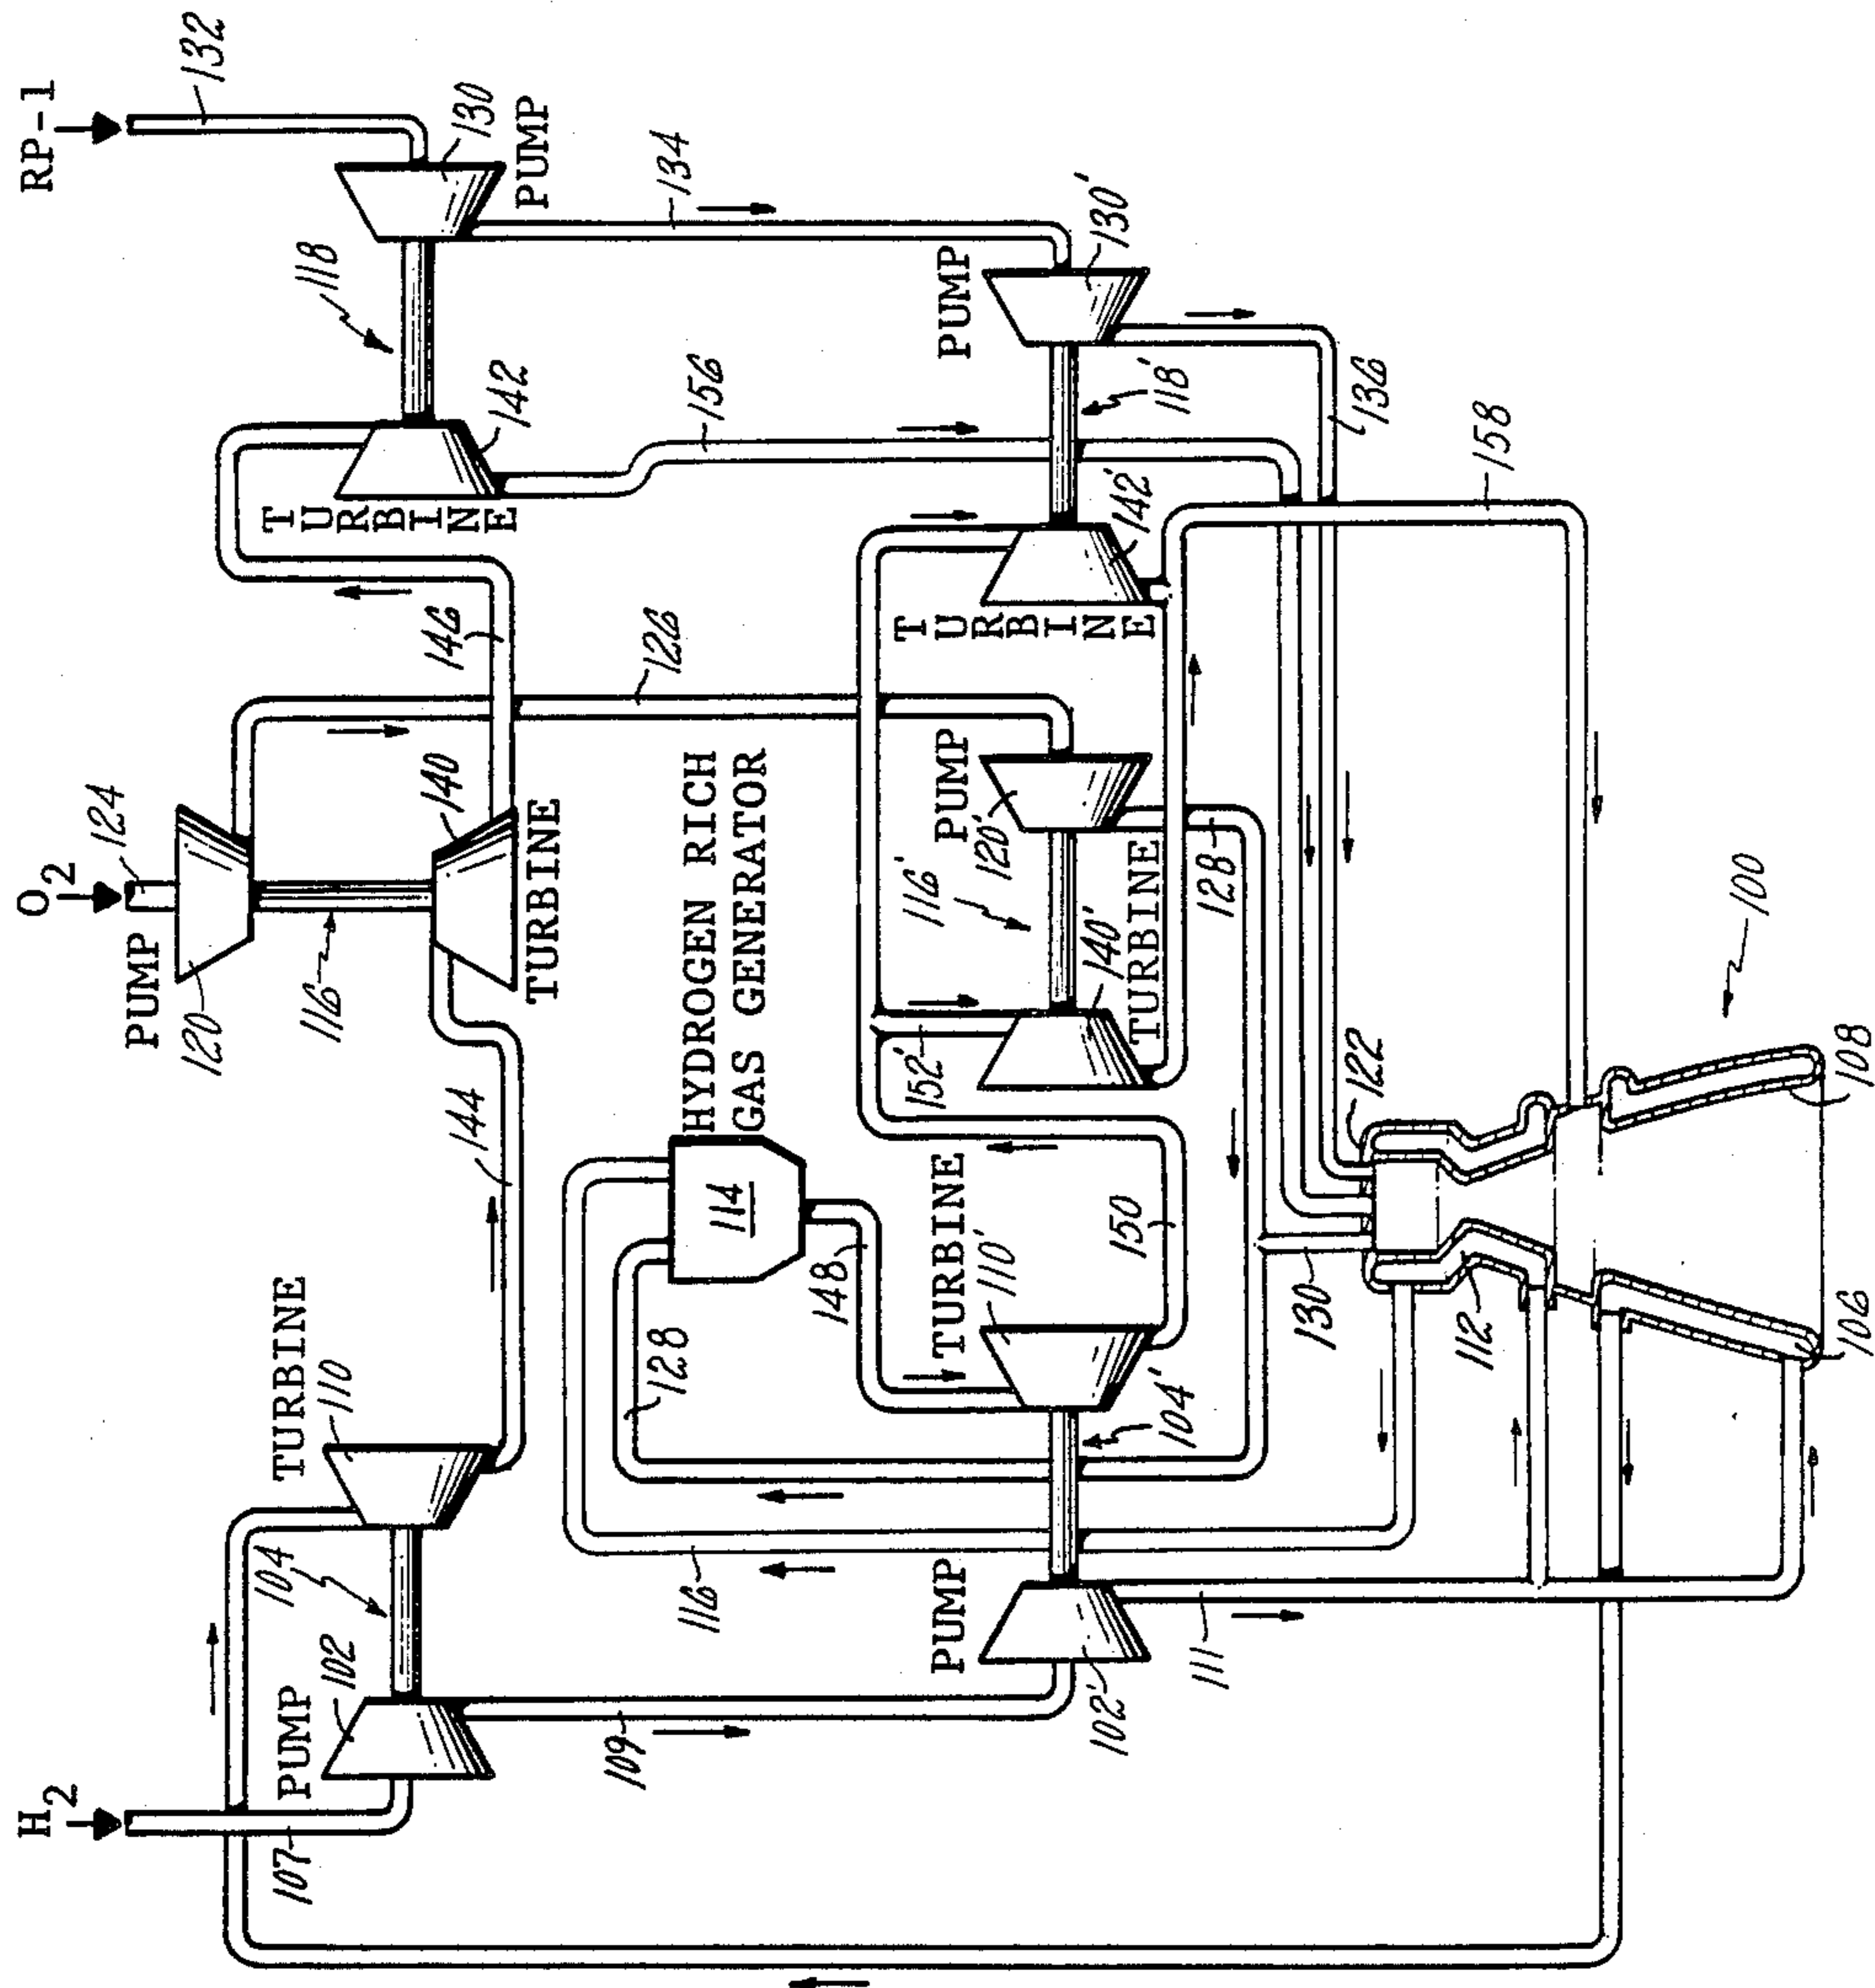 H2
O2
RP-1
107
PUMP
102
104
TURBINE
110
144
PUMP
120
124
116
140
TURBINE
146
126
TURBINE
142
118
130
PUMP
132
134
156
109
116
128
114
HYDROGEN RICH
GAS GENERATOR
148
PUMP
102'
111
104'
TURBINE
110'
150
152'
140'
TURBINE
116'
PUMP
120'
128
TURBINE
142'
118'
PUMP
130'
136
158
130
112
122
106
108
100